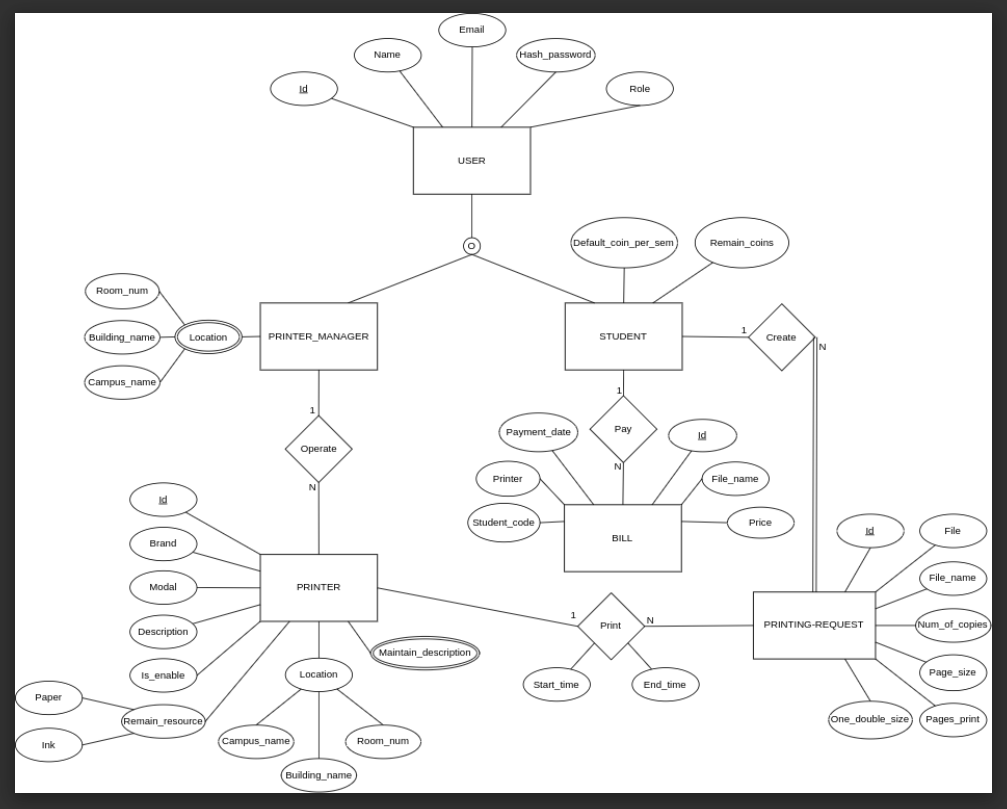 Email
Name
Hash_password
Id
Role
USER
O
Default_coin_per_sem
Remain_coins
Room_num
Building_name
Location
Campus_name
PRINTER_MANAGER
STUDENT
1
Create
N
1
Operate
N
1
Pay
N
Payment_date
Id
Printer
File_name
Student_code
Price
BILL
Id
Brand
Modal
Description
Is_enable
PRINTER
Maintain_description
Remain_resource
Paper
Ink
Location
Campus_name
Room_num
Building_name
1
Print
N
Start_time
End_time
PRINTING-REQUEST
Id
File
File_name
Num_of_copies
Page_size
Pages_print
One_double_size